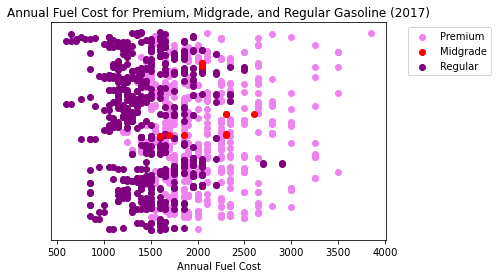 Annual Fuel Cost for Premium, Midgrade, and Regular Gasoline (2017)
Premium
Midgrade
Regular
500 1000 1500 2000 2500 3000 3500 4000
Annual Fuel Cost